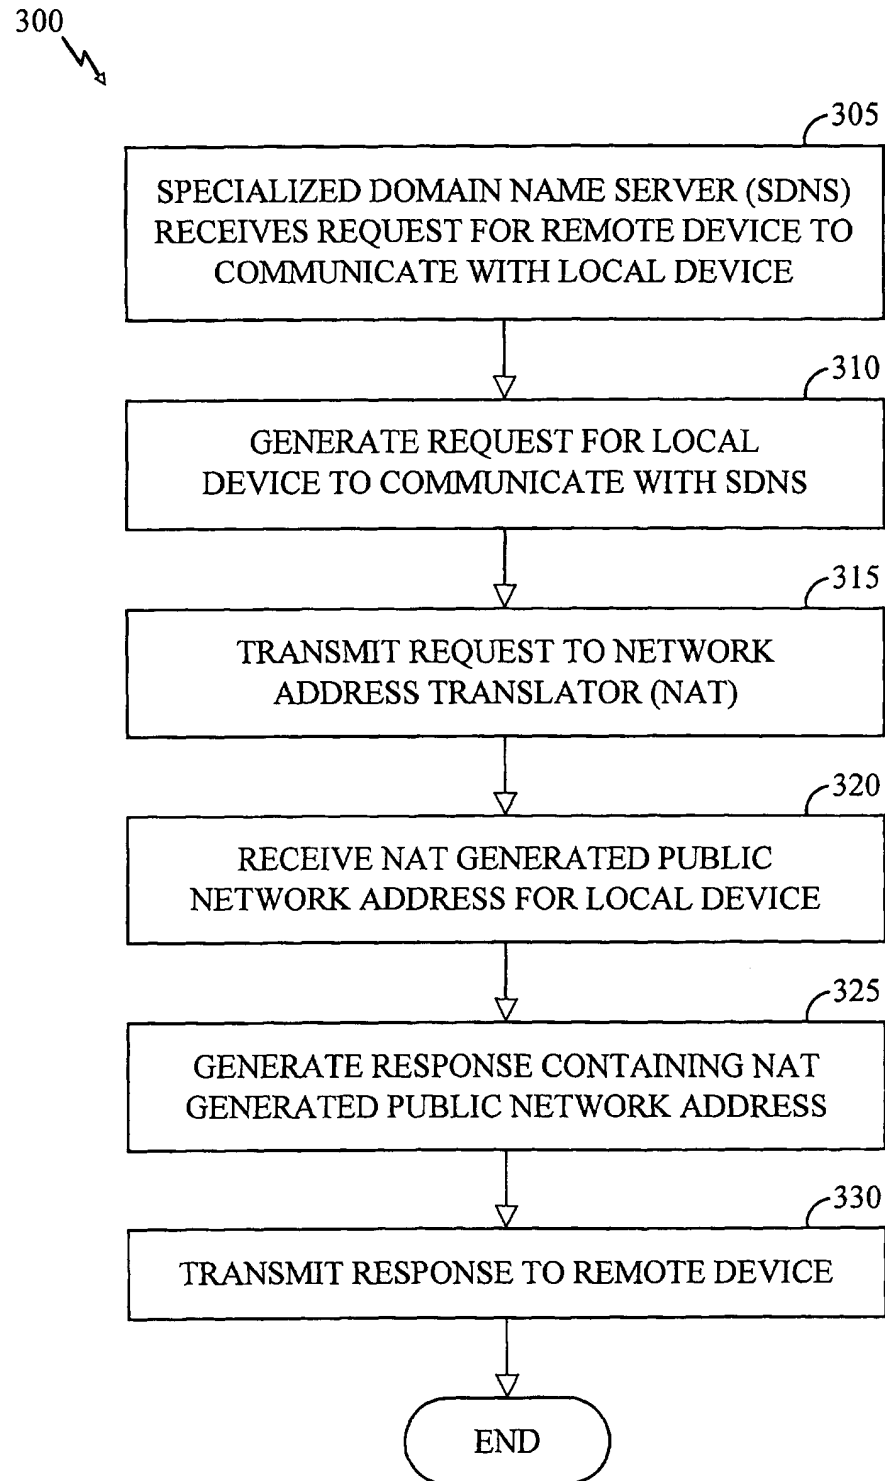 300
305
SPECIALIZED DOMAIN NAME SERVER (SDNS)
RECEIVES REQUEST FOR REMOTE DEVICE TO
COMMUNICATE WITH LOCAL DEVICE
310
GENERATE REQUEST FOR LOCAL
DEVICE TO COMMUNICATE WITH SDNS
315
TRANSMIT REQUEST TO NETWORK
ADDRESS TRANSLATOR (NAT)
320
RECEIVE NAT GENERATED PUBLIC
NETWORK ADDRESS FOR LOCAL DEVICE
325
GENERATE RESPONSE CONTAINING NAT
GENERATED PUBLIC NETWORK ADDRESS
330
TRANSMIT RESPONSE TO REMOTE DEVICE
END